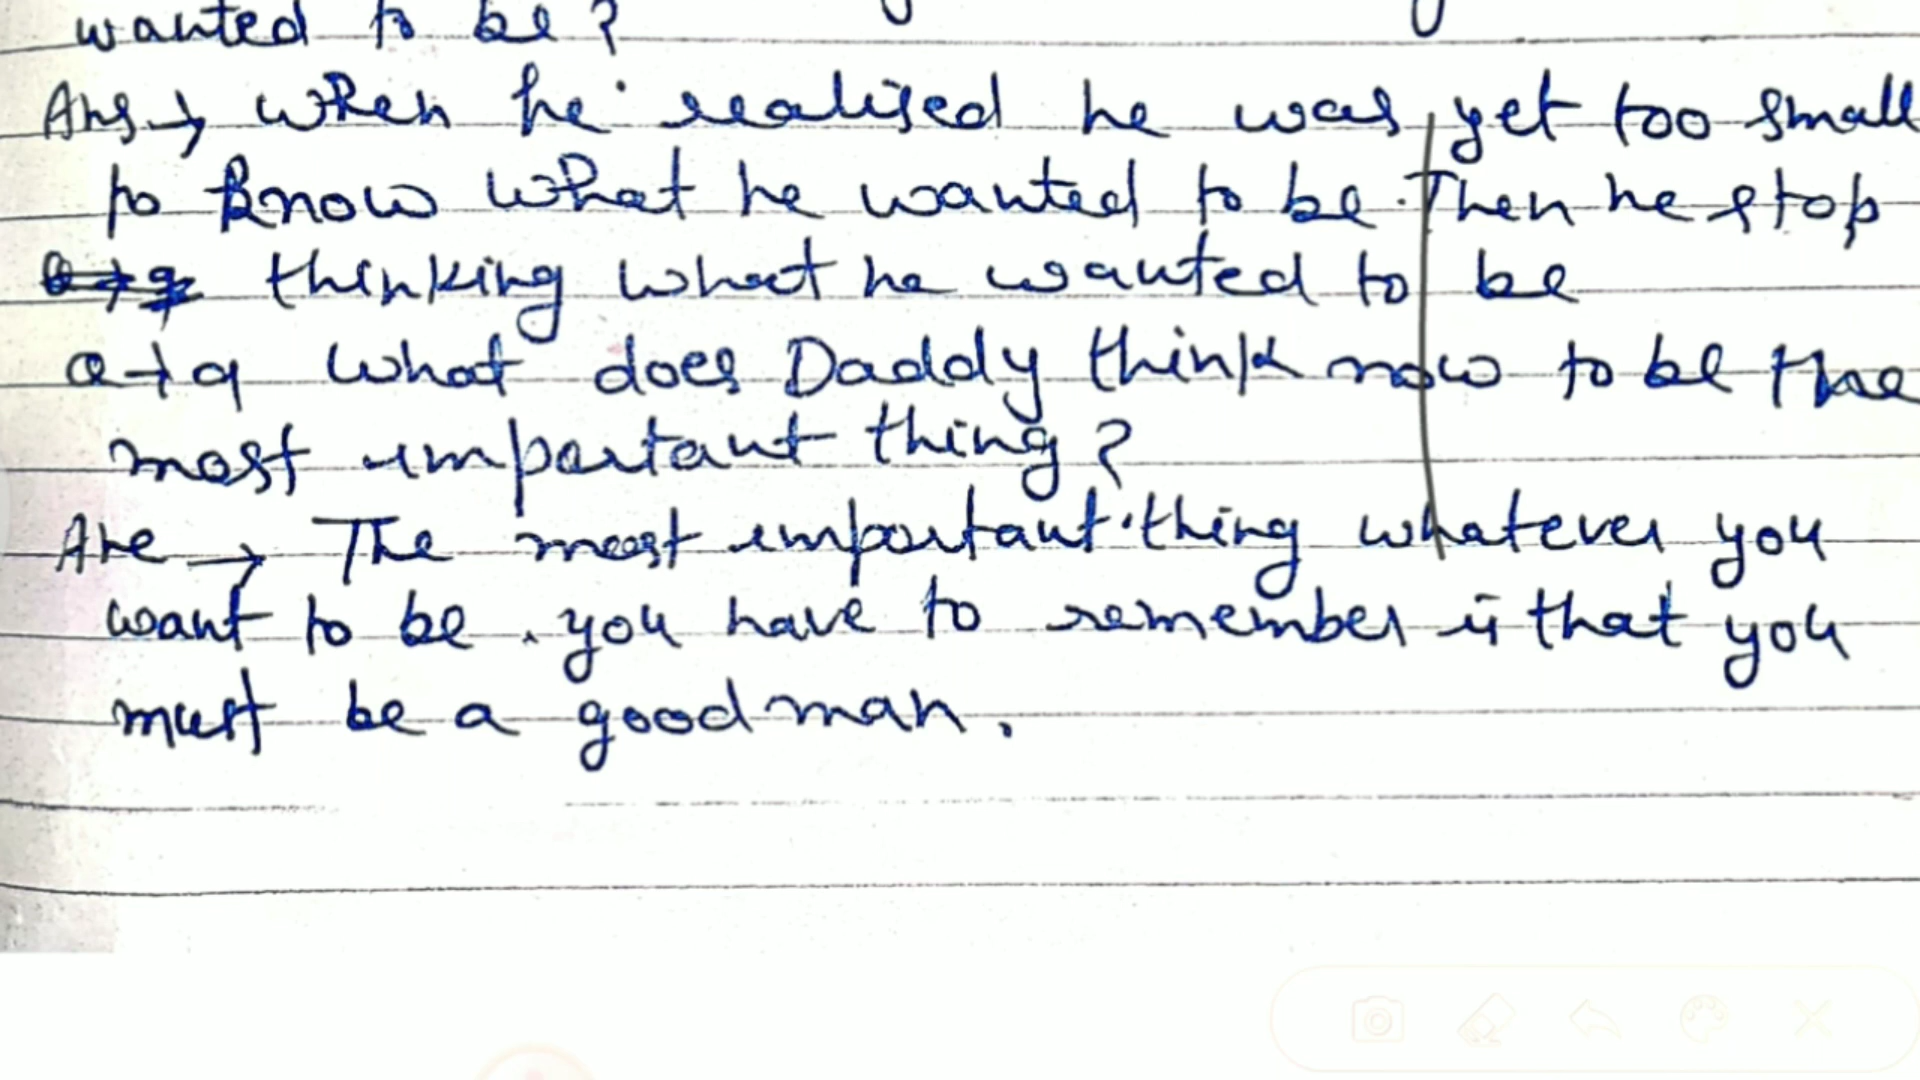 wanted to be?
Ans → When he realised he was yet too small
to know what he wanted to be. Then he stop
thinking what he wanted to be
Q→9 What does Daddy think now to be the
most important thing?
Ans → The most important thing whatever you
want to be. you have to remember is that you
must be a good man.